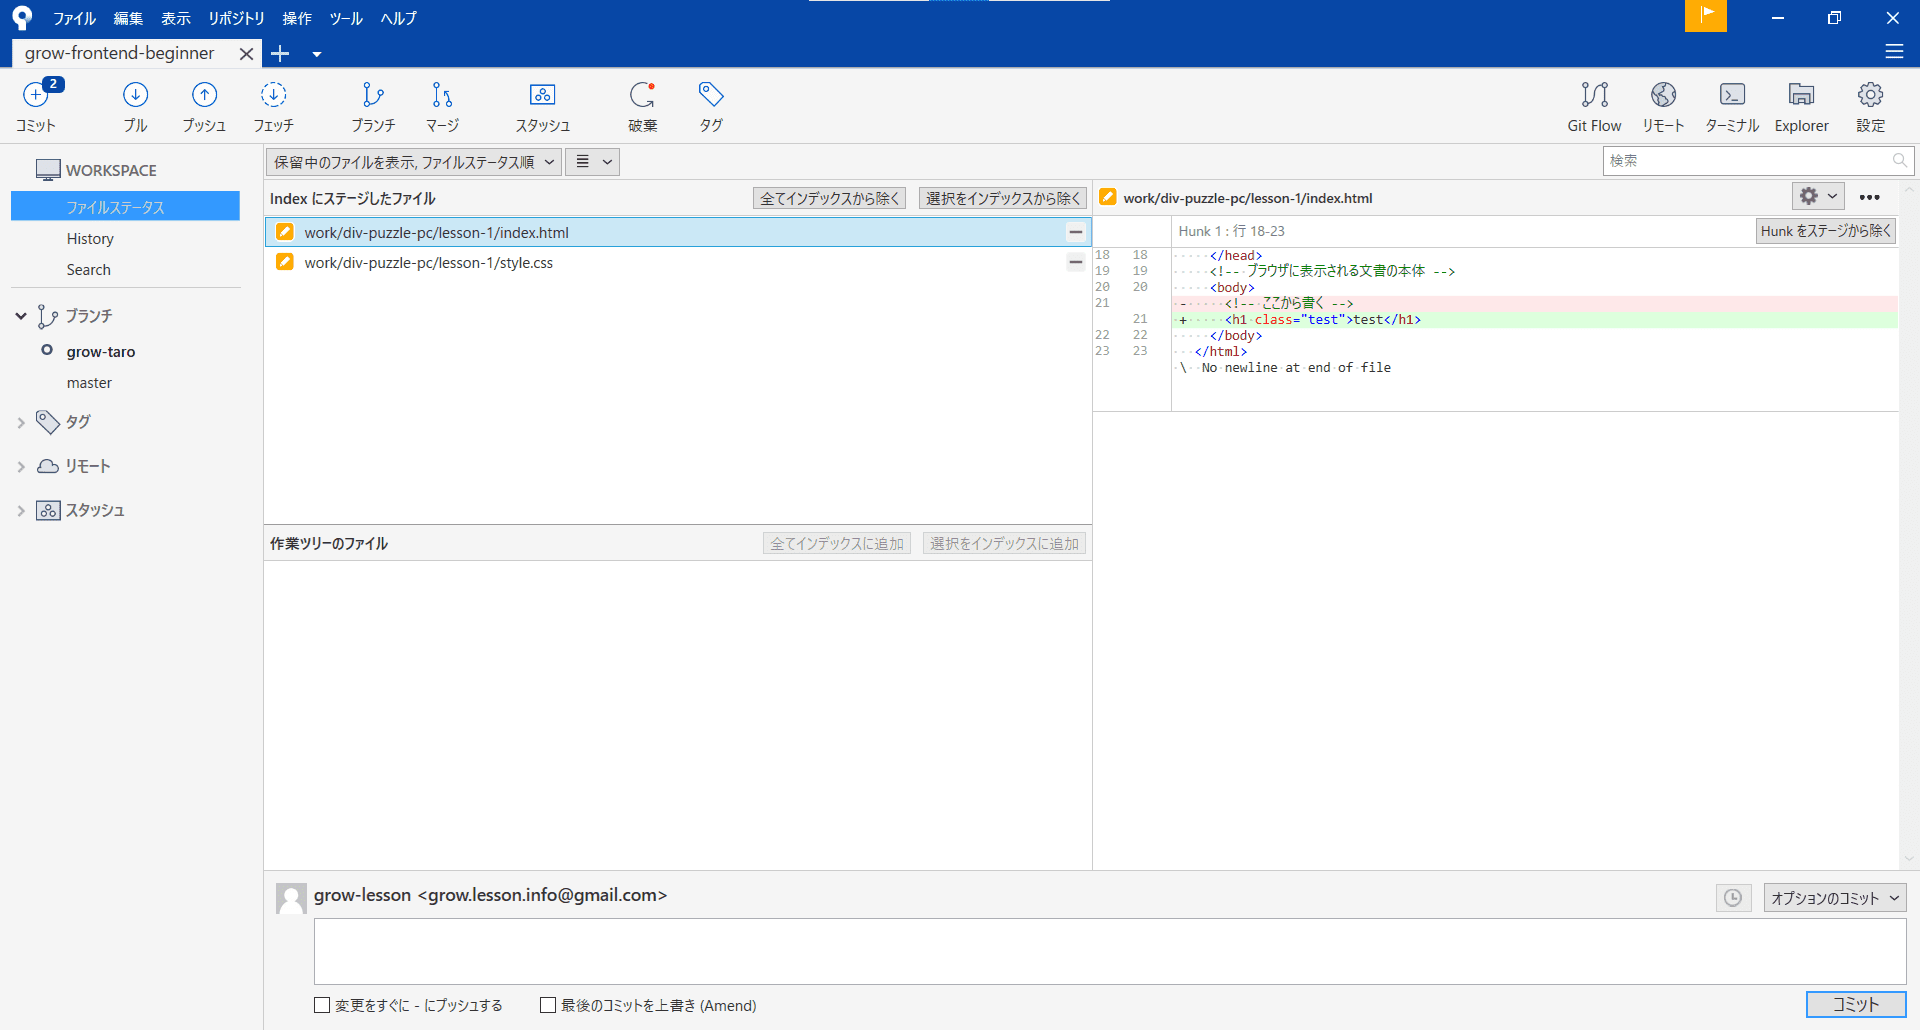 ファイル 編集 表示 リポジトリ 操作 ツール ヘルプ
grow-frontend-beginner
2
コミット プル プッシュ フェッチ ブランチ マージ スタッシュ 破棄 タグ Git Flow リモート ターミナル Explorer 設定
WORKSPACE
ファイルステータス
History
Search
ブランチ
grow-taro
master
タグ
リモート
スタッシュ
保留中のファイルを表示, ファイルステータス順
検索
Index にステージしたファイル 全てインデックスから除く 選択をインデックスから除く
work/div-puzzle-pc/lesson-1/index.html
work/div-puzzle-pc/lesson-1/style.css
作業ツリーのファイル 全てインデックスに追加 選択をインデックスに追加
work/div-puzzle-pc/lesson-1/index.html
Hunk 1 : 行 18-23 Hunk をステージから除く
18 18 </head>
19 19 <!-- ブラウザに表示される文書の本体 -->
20 20 <body>
21 - <!-- ここから書く -->
21 + <h1 class="test">test</h1>
22 22 </body>
23 23 </html>
\ No newline at end of file
grow-lesson <grow.lesson.info@gmail.com>
オプションのコミット
変更をすぐに - にプッシュする 最後のコミットを上書き (Amend)
コミット